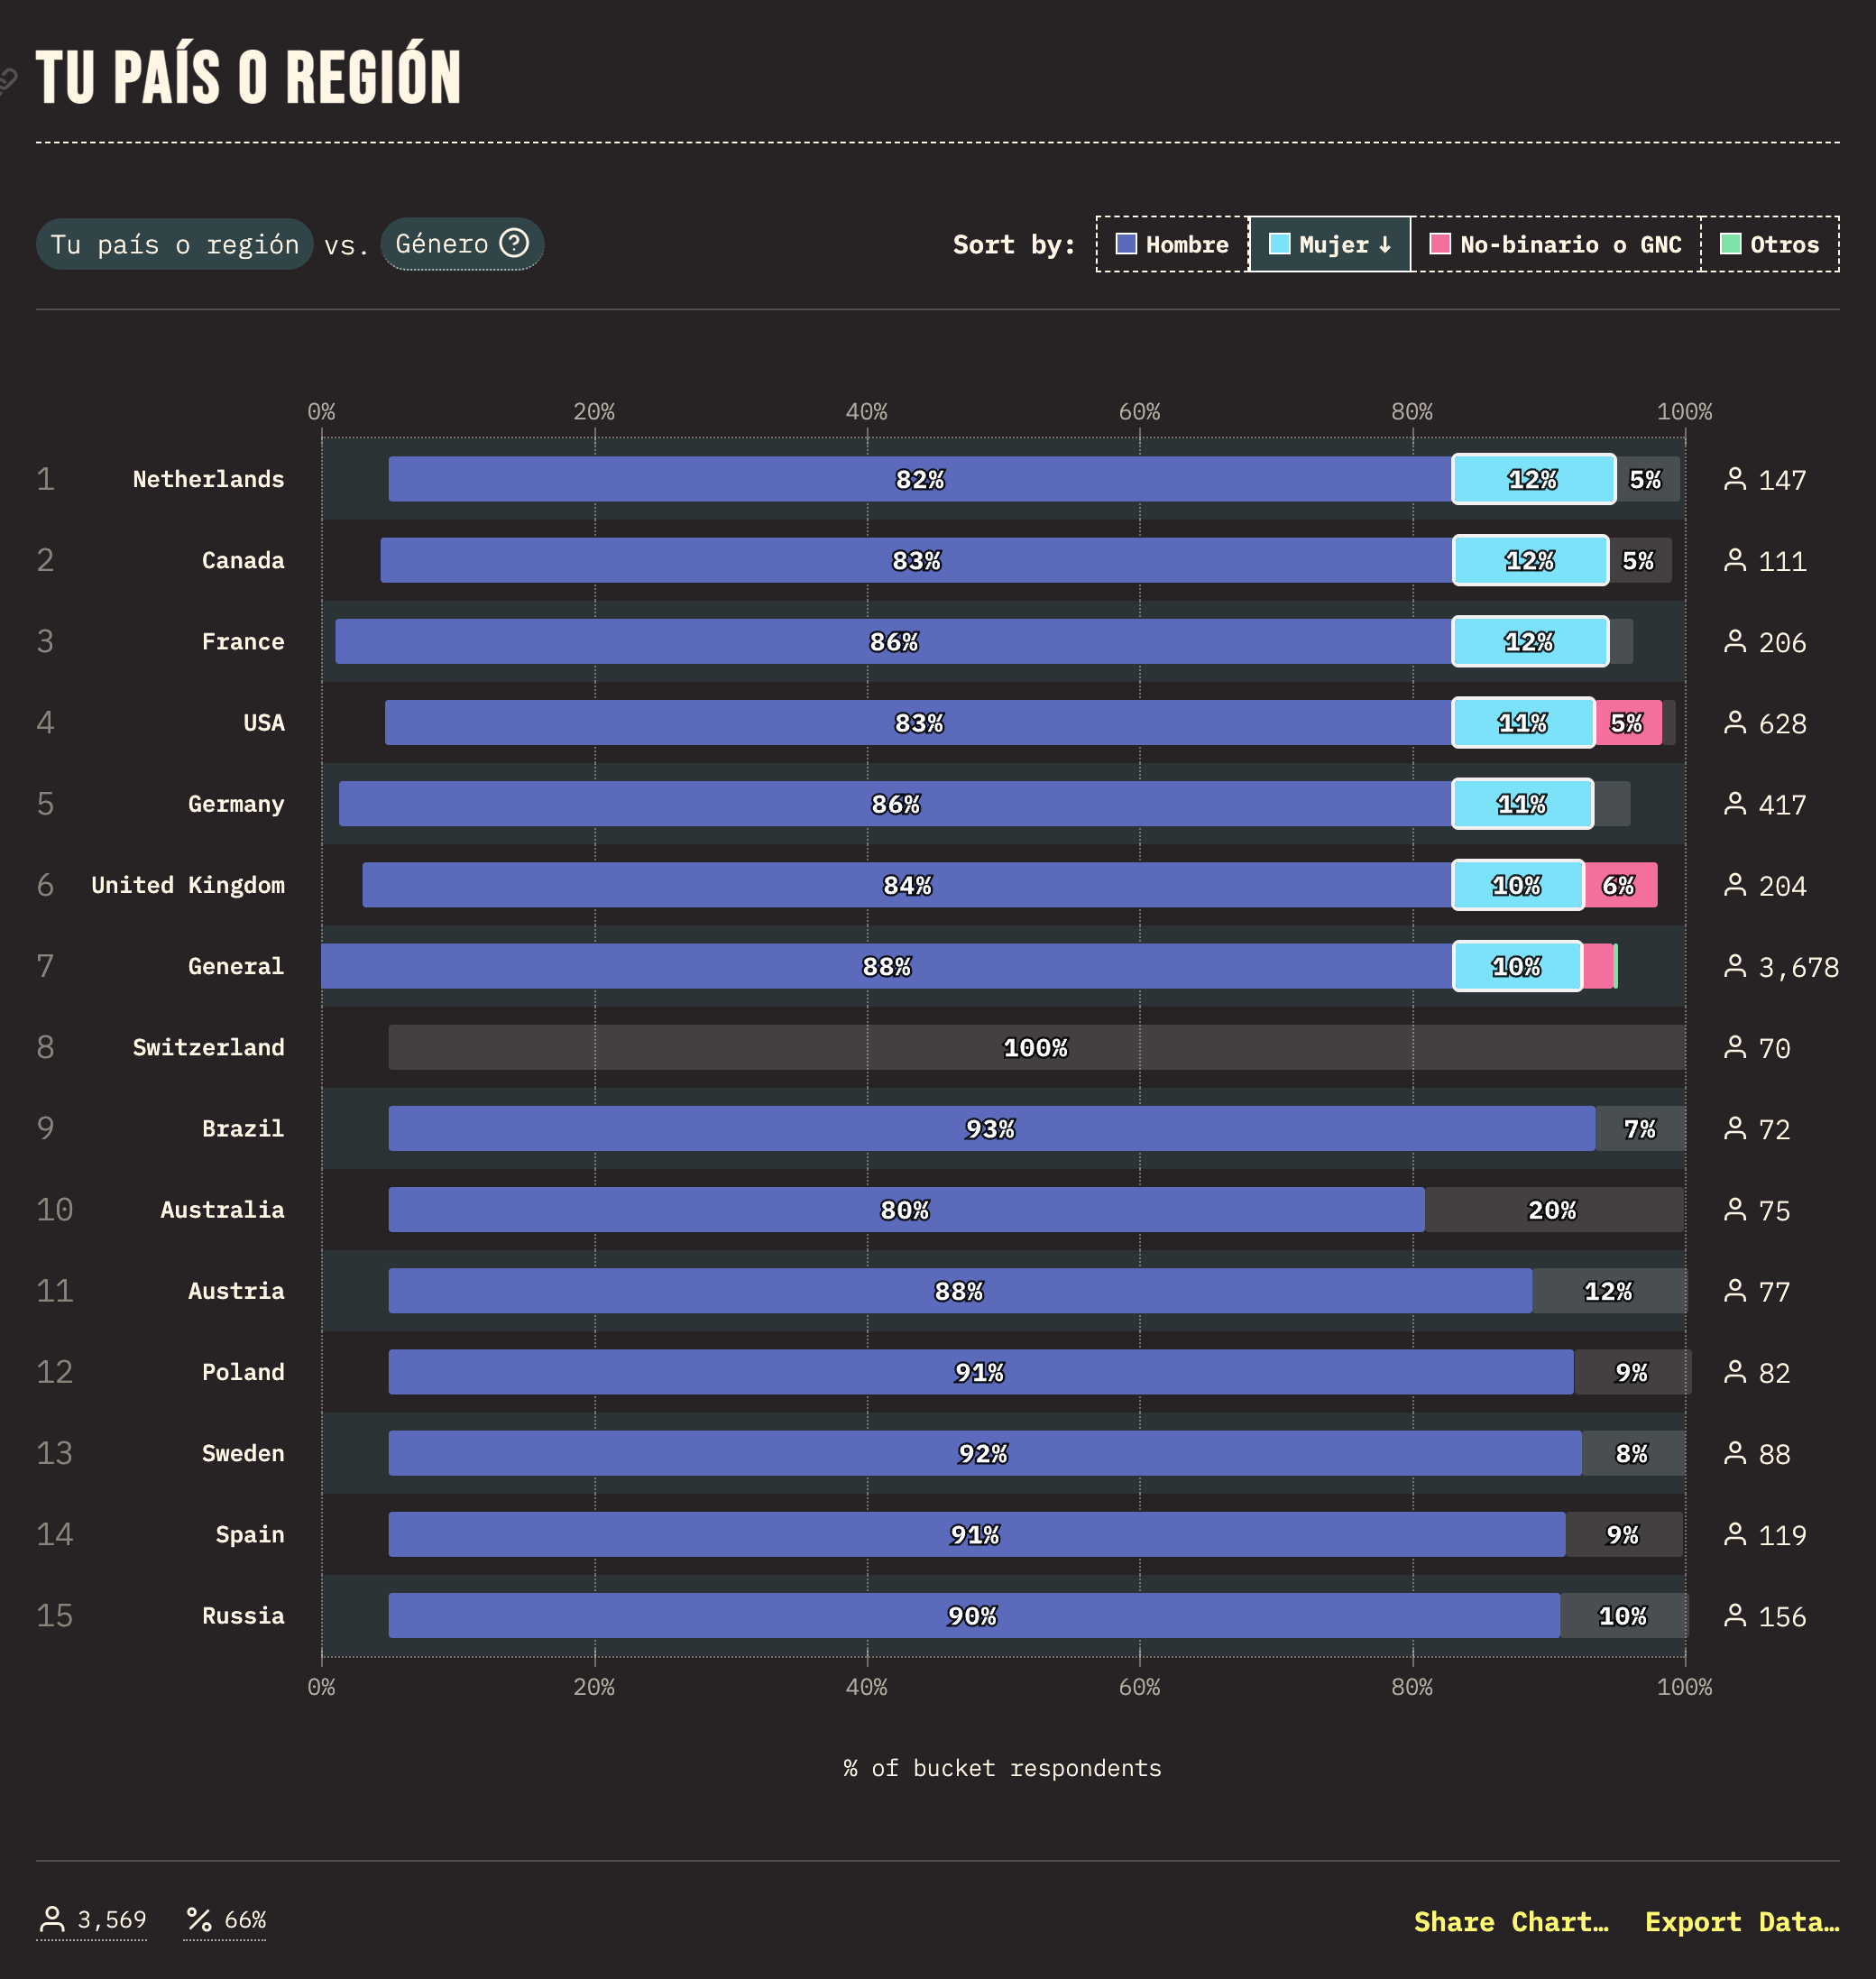 TU PAÍS O REGIÓN
Tu país o región vs. Género ? Sort by: Hombre Mujer ↓ No-binario o GNC Otros
0% 20% 40% 60% 80% 100%
1 Netherlands 82% 12% 5% 147
2 Canada 83% 12% 5% 111
3 France 86% 12% 206
4 USA 83% 11% 5% 628
5 Germany 86% 11% 417
6 United Kingdom 84% 10% 6% 204
7 General 88% 10% 3,678
8 Switzerland 100% 70
9 Brazil 93% 7% 72
10 Australia 80% 20% 75
11 Austria 88% 12% 77
12 Poland 91% 9% 82
13 Sweden 92% 8% 88
14 Spain 91% 9% 119
15 Russia 90% 10% 156
0% 20% 40% 60% 80% 100%
% of bucket respondents
3,569 % 66% Share Chart… Export Data…